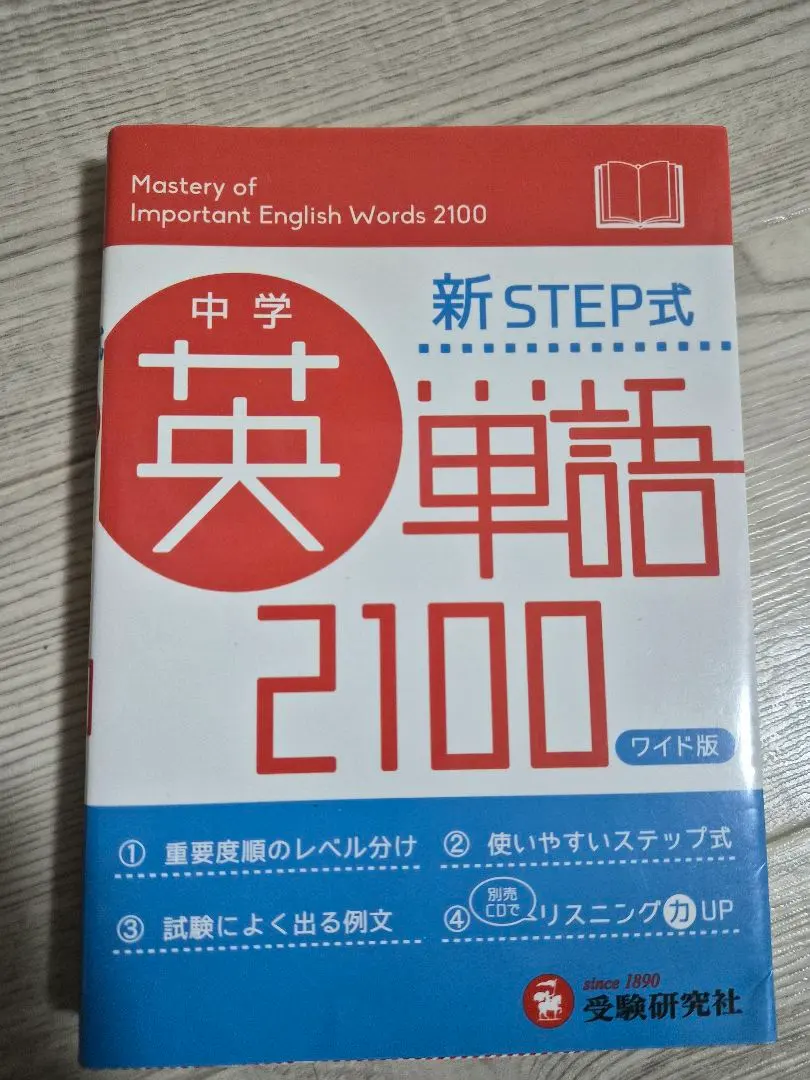 Mastery of
Important English Words 2100
中学
新STEP式
英単語
2100
ワイド版
① 重要度順のレベル分け
② 使いやすいステップ式
③ 試験によく出る例文
④ 別売CDで リスニング力UP
since 1890
受験研究社